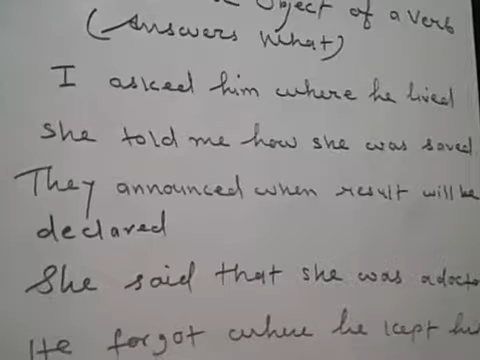 Object of a verb
(Answers What)
I asked him where he lived
She told me how she was saved
They announced when result will be
declared
She said that she was a docto
He forgot where he kept